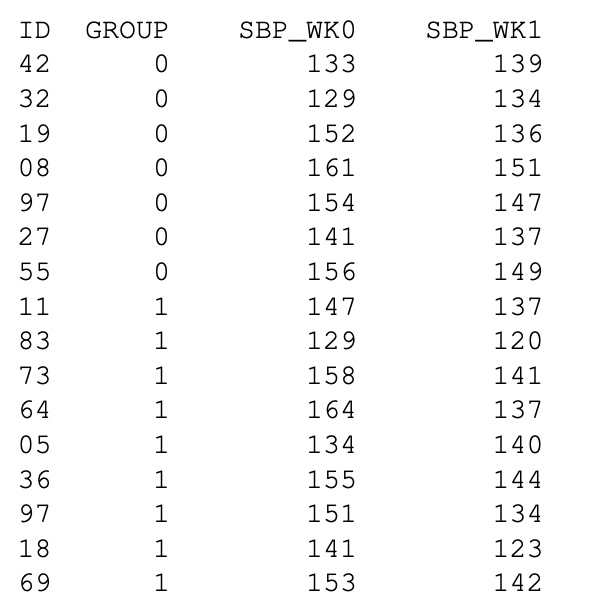 ID GROUP SBP_WK0 SBP_WK1
42 0 133 139
32 0 129 134
19 0 152 136
08 0 161 151
97 0 154 147
27 0 141 137
55 0 156 149
11 1 147 137
83 1 129 120
73 1 158 141
64 1 164 137
05 1 134 140
36 1 155 144
97 1 151 134
18 1 141 123
69 1 153 142